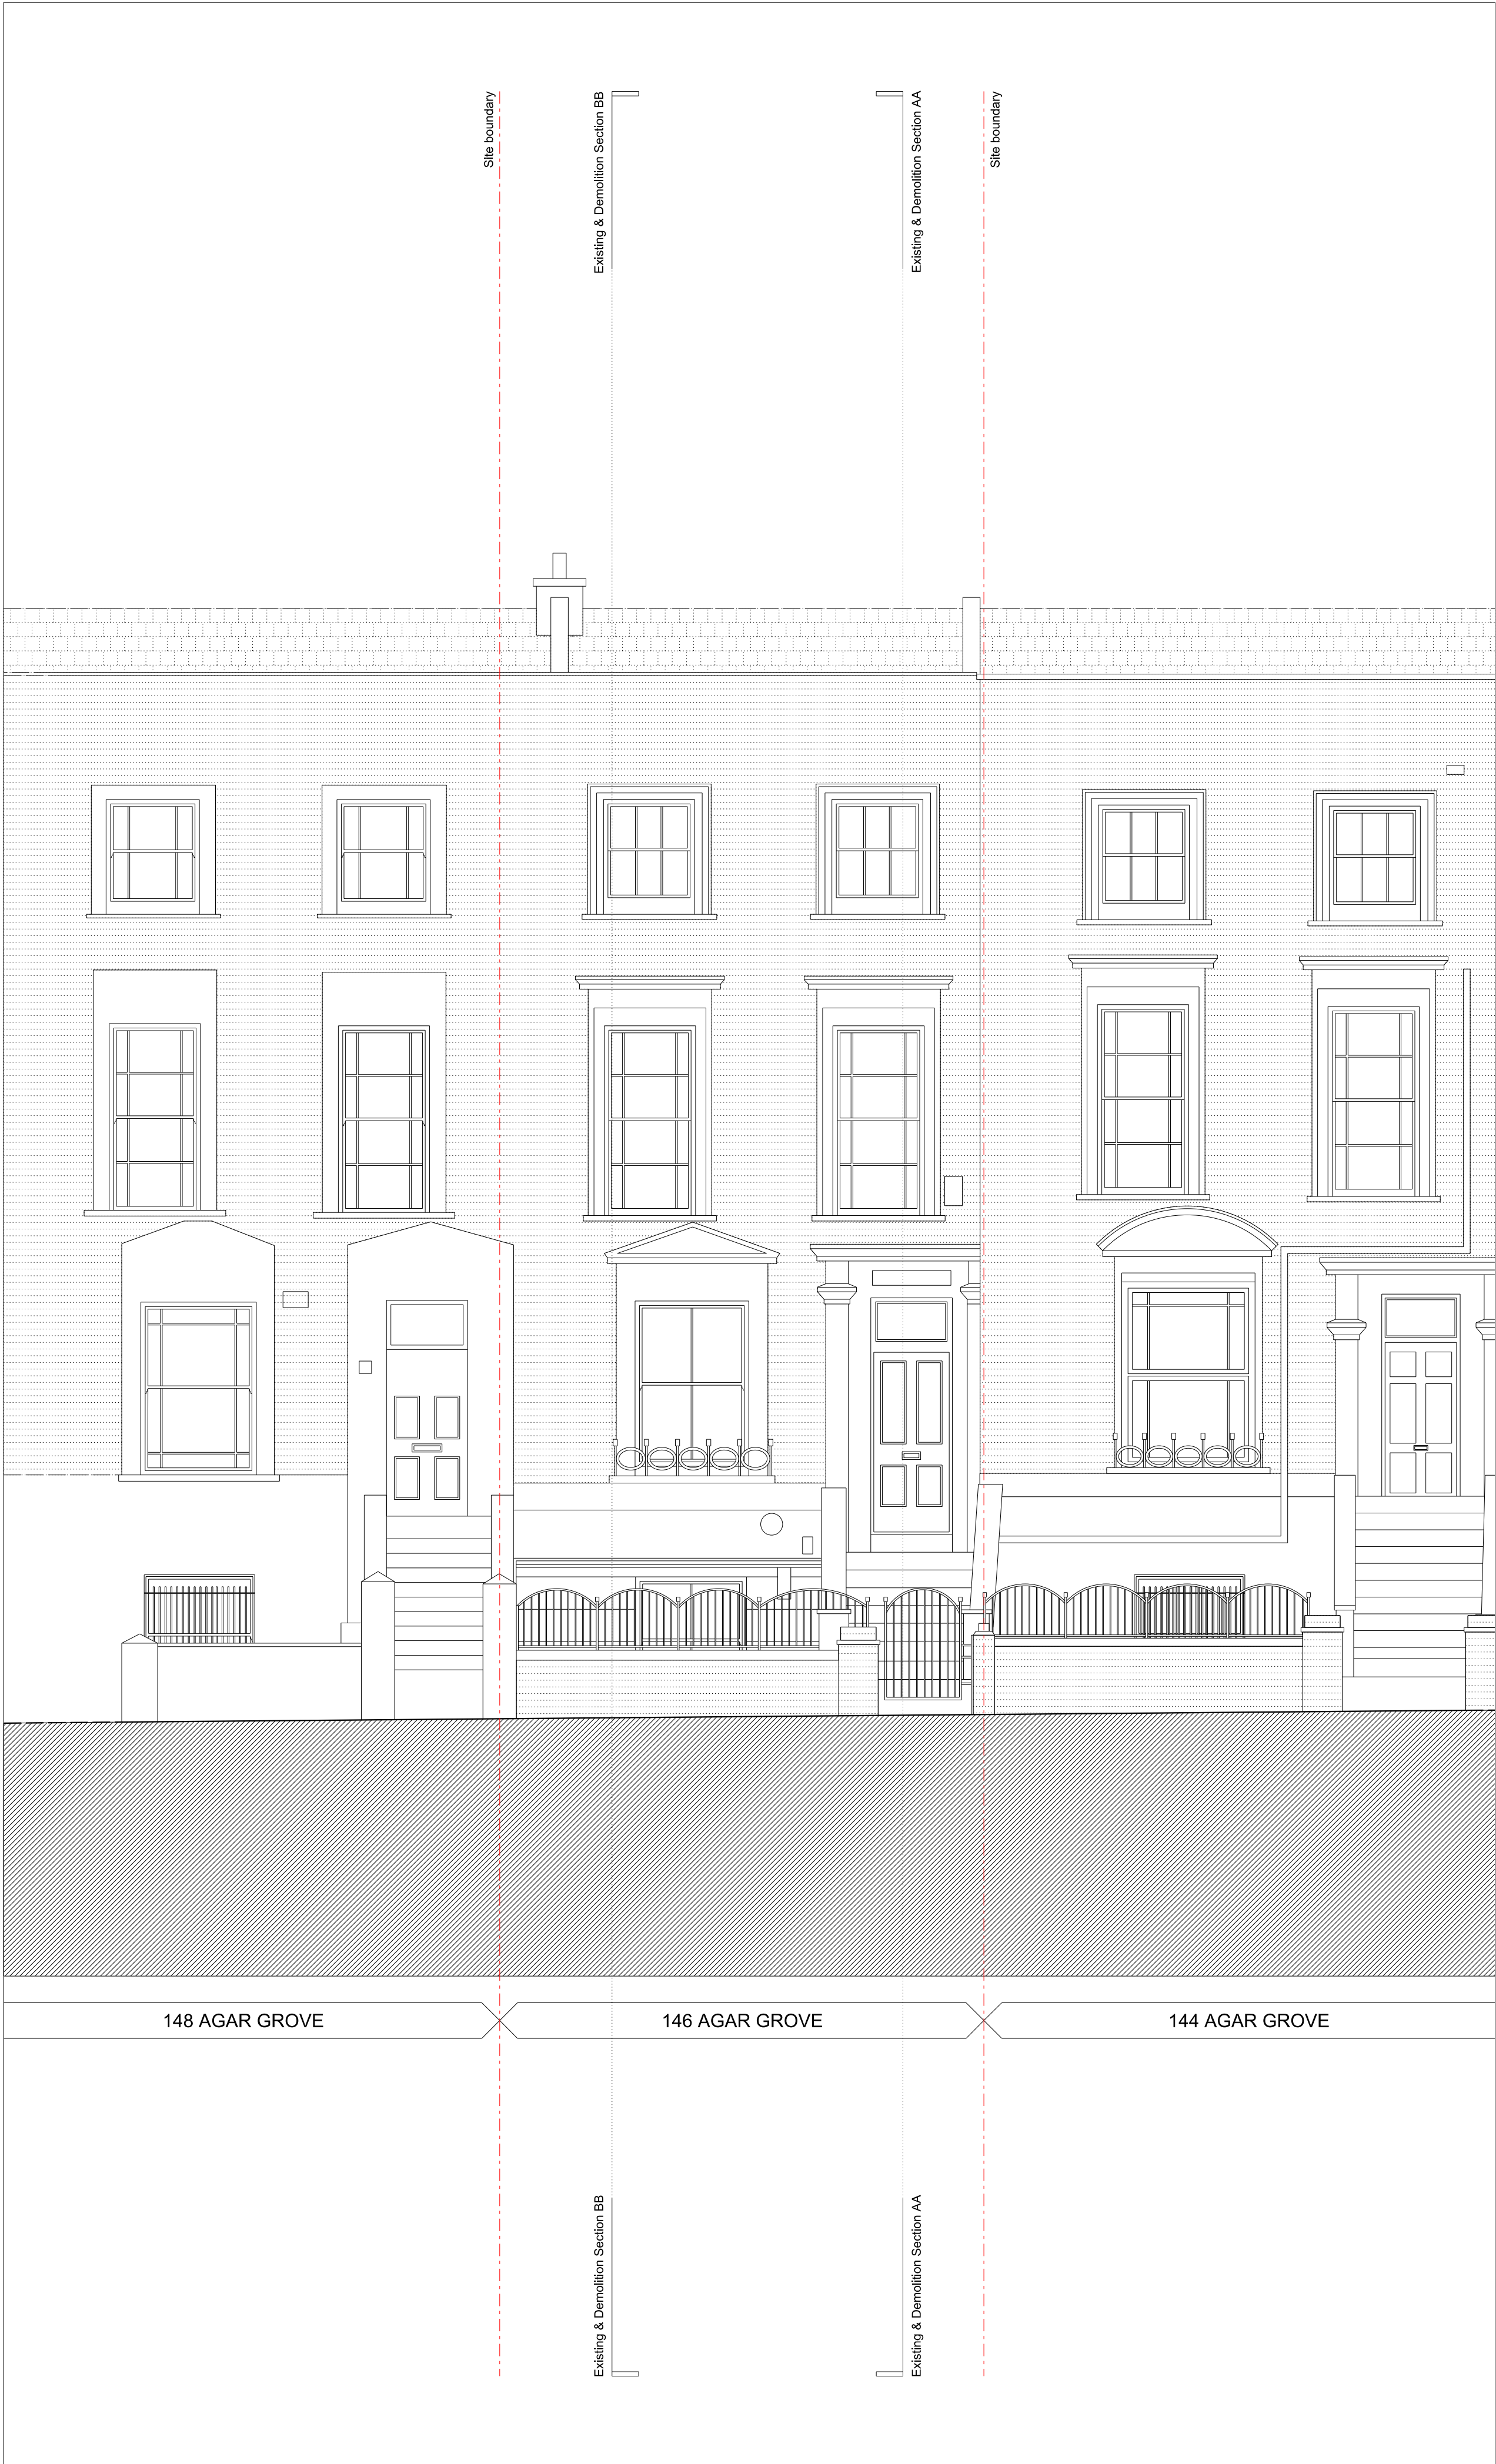 Site boundary
Existing & Demolition Section BB
Existing & Demolition Section AA
Site boundary
148 AGAR GROVE
146 AGAR GROVE
144 AGAR GROVE
Existing & Demolition Section BB
Existing & Demolition Section AA